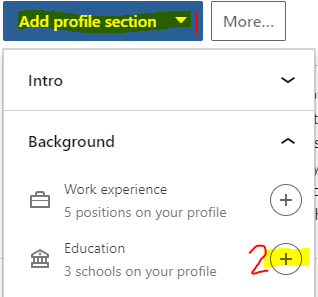 Add profile section
More...
Intro
Background
Work experience
5 positions on your profile
Education
2
3 schools on your profile